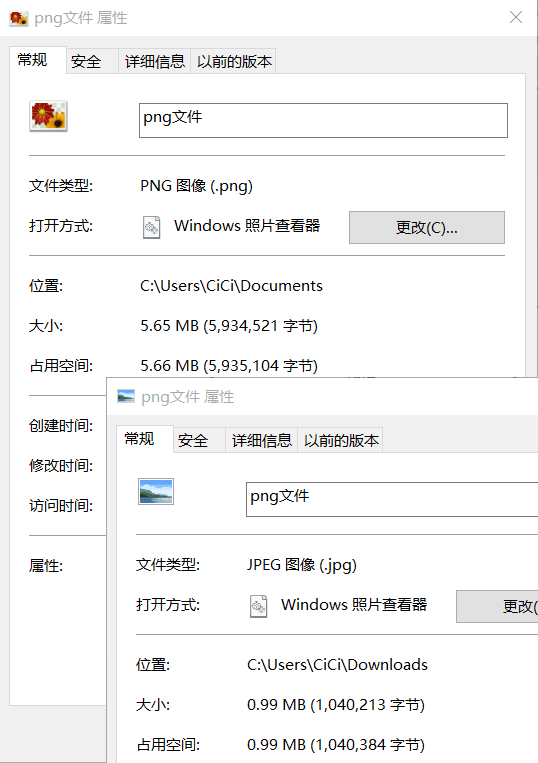 png文件 属性
常规 安全 详细信息 以前的版本
png文件
文件类型: PNG 图像 (.png)
打开方式: Windows 照片查看器 更改(C)...
位置: C:\Users\CiCi\Documents
大小: 5.65 MB (5,934,521 字节)
占用空间: 5.66 MB (5,935,104 字节)
创建时间:
修改时间:
访问时间:
属性:
png文件 属性
常规 安全 详细信息 以前的版本
png文件
文件类型: JPEG 图像 (.jpg)
打开方式: Windows 照片查看器 更改(
位置: C:\Users\CiCi\Downloads
大小: 0.99 MB (1,040,213 字节)
占用空间: 0.99 MB (1,040,384 字节)